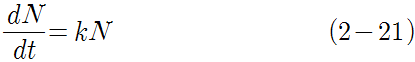 dN/dt = kN (2-21)